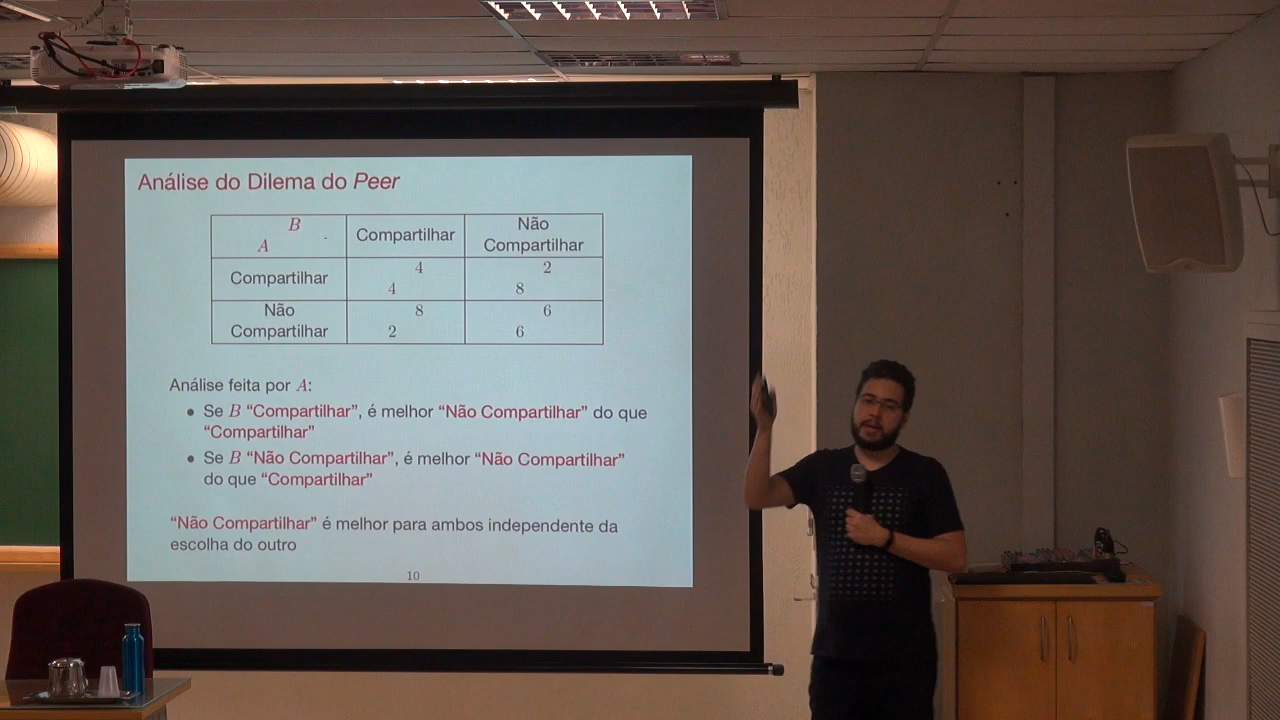 Análise do Dilema do Peer
B
A
Compartilhar
Não
Compartilhar
Compartilhar
4
4
2
8
Não
Compartilhar
8
2
6
6
Análise feita por A:
• Se B “Compartilhar”, é melhor “Não Compartilhar” do que
“Compartilhar”
• Se B “Não Compartilhar”, é melhor “Não Compartilhar”
do que “Compartilhar”
“Não Compartilhar” é melhor para ambos independente da
escolha do outro
10